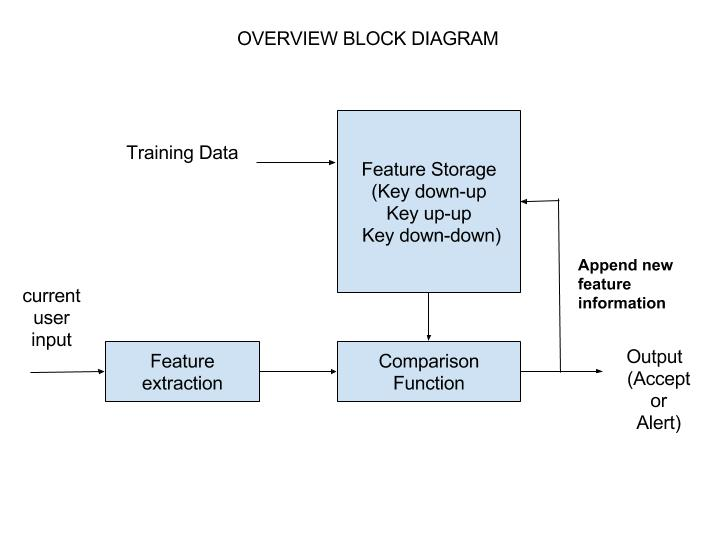 OVERVIEW BLOCK DIAGRAM
Training Data
Feature Storage
(Key down-up
Key up-up
Key down-down)
Append new
feature
information
current
user
input
Feature
extraction
Comparison
Function
Output
(Accept
or
Alert)